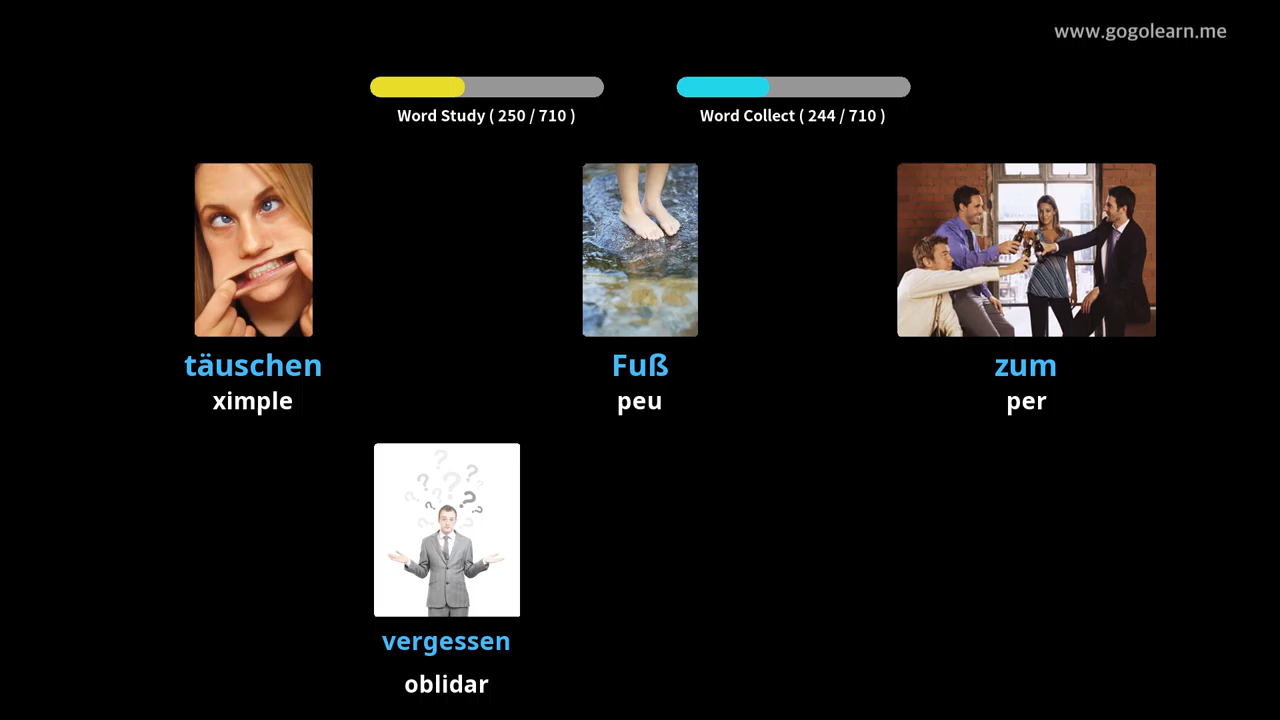 www.gogolearn.me
Word Study ( 250 / 710 )
Word Collect ( 244 / 710 )
täuschen
ximple
Fuß
peu
zum
per
vergessen
oblidar